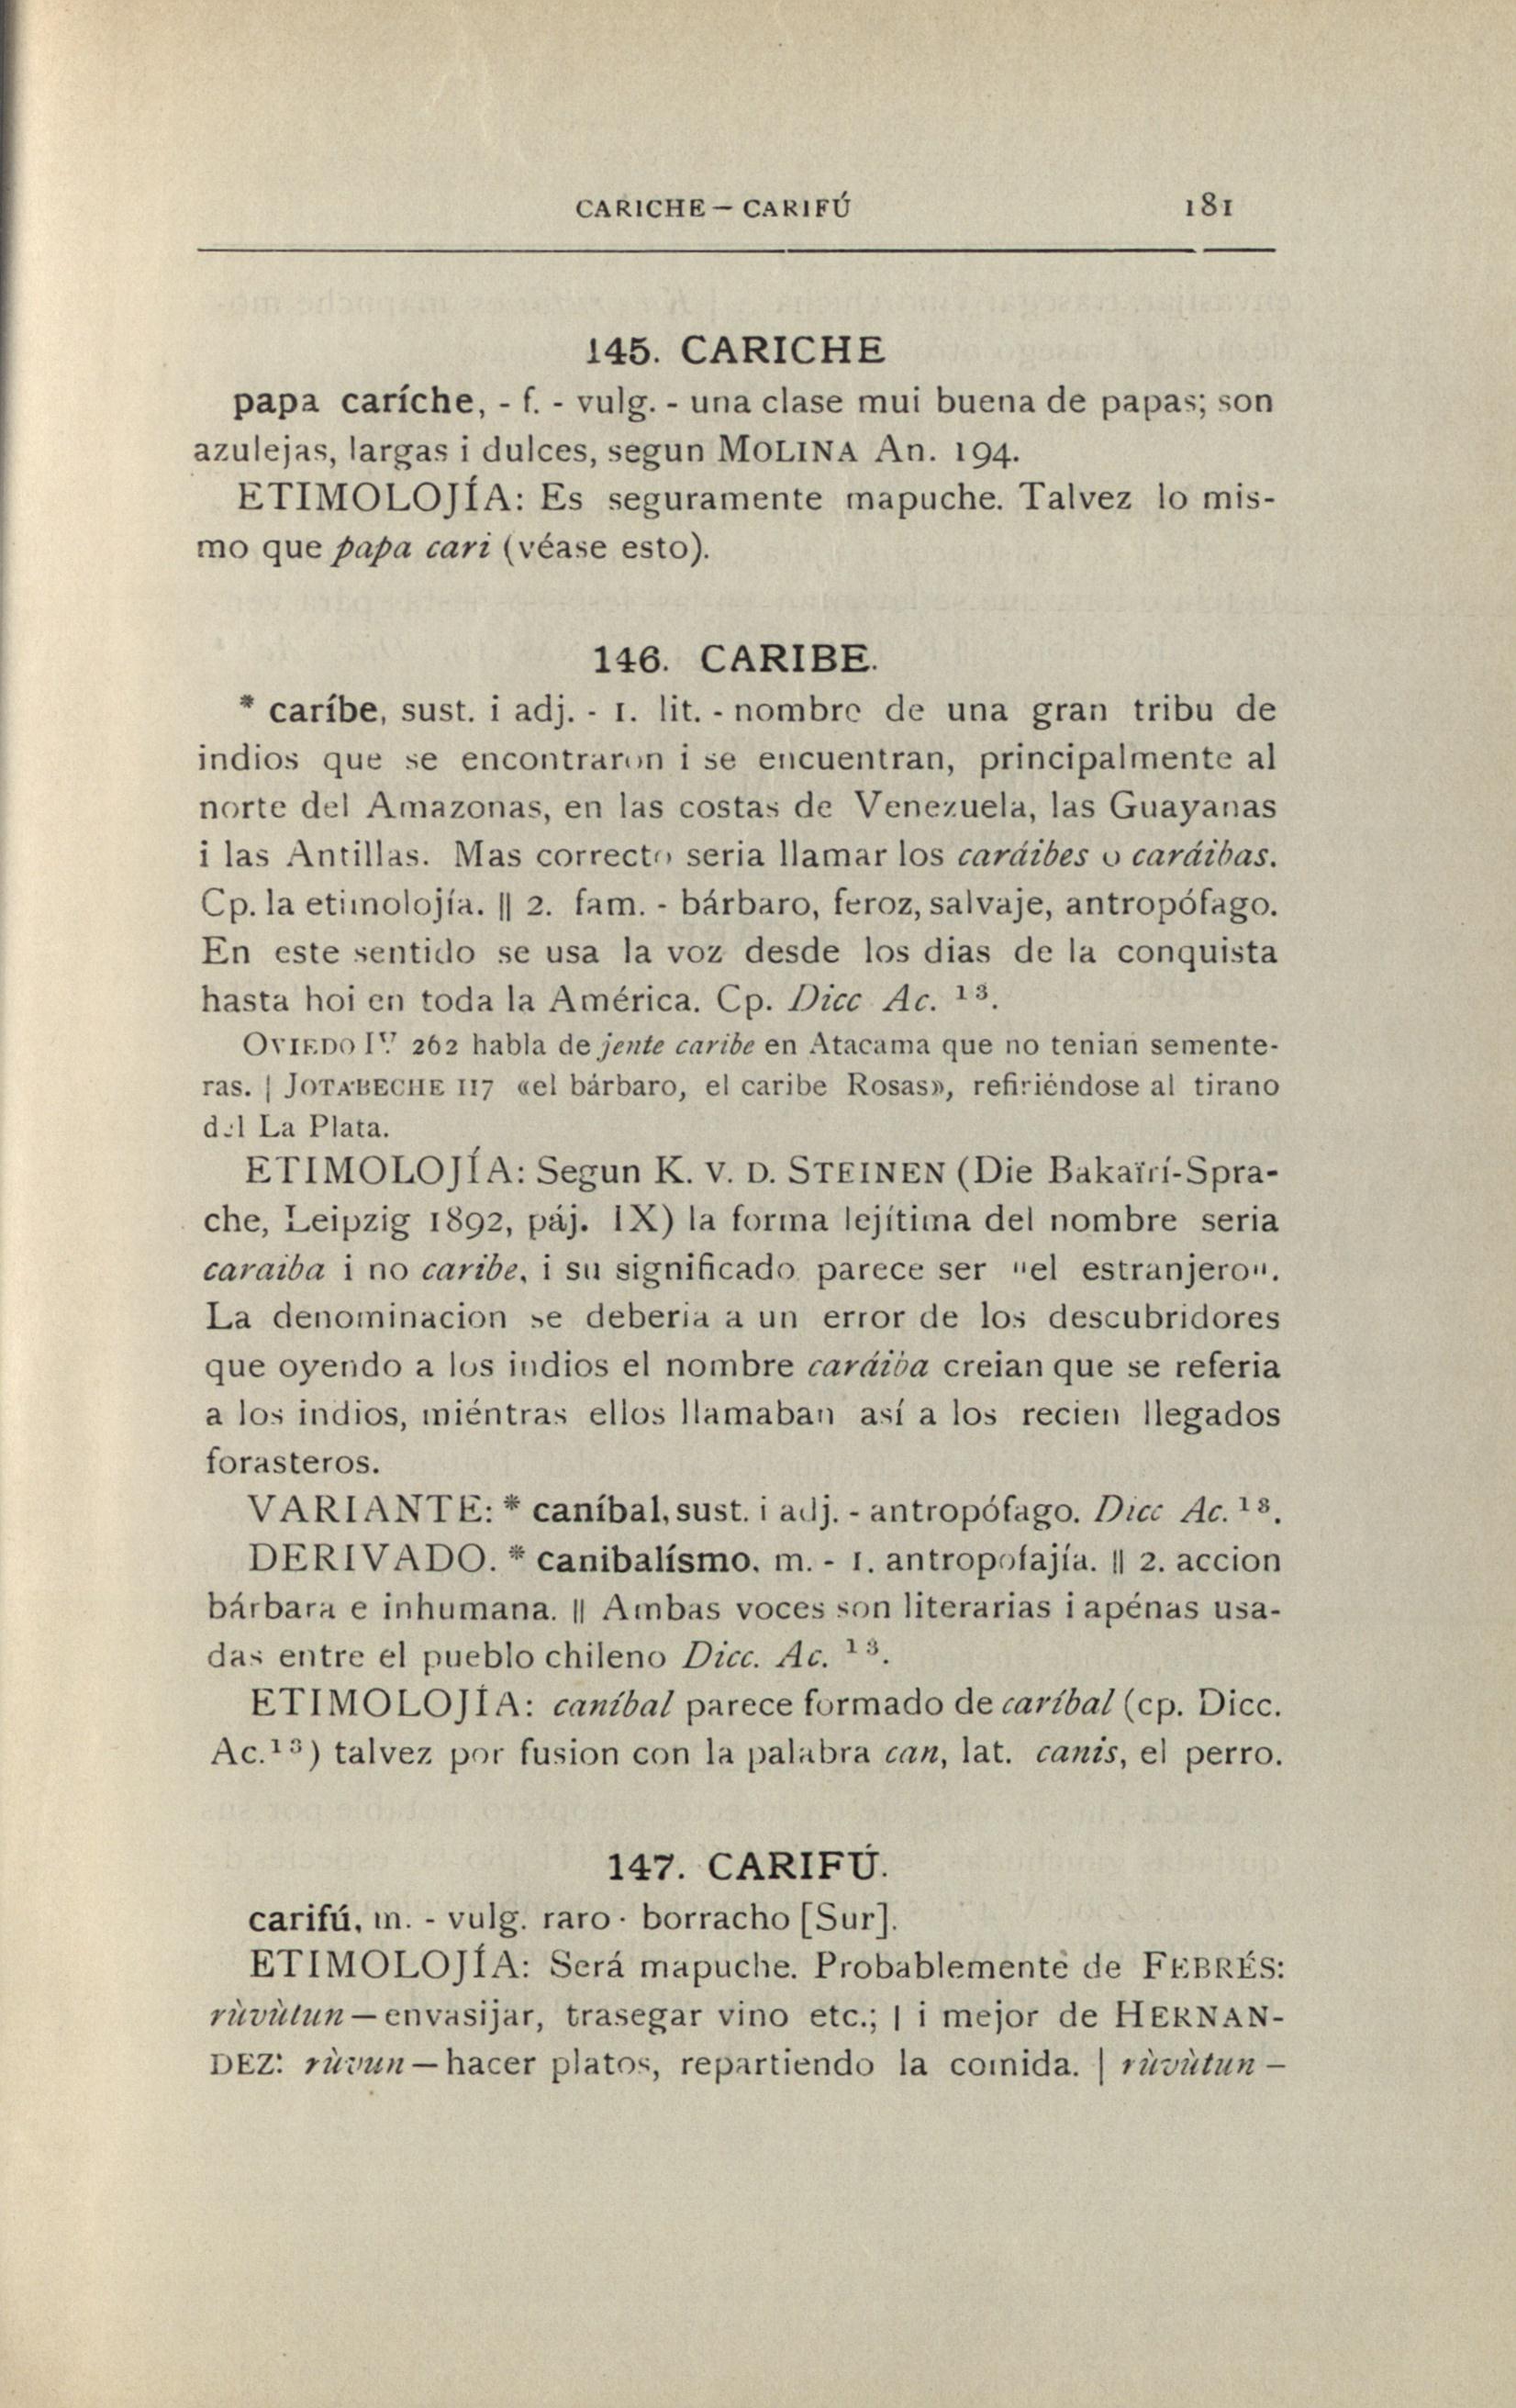 CARICHE — CARIFÚ 181
145. CARICHE
papa caríche, - f. - vulg. - una clase mui buena de papas; son
azulejas, largas i dulces, segun MOLINA An. 194.
ETIMOLOJÍA: Es seguramente mapuche. Talvez lo mis-
mo que papa cari (véase esto).
146. CARIBE.
* caríbe, sust. i adj. - 1. lit. - nombre de una gran tribu de
indios que se encontraron i se encuentran, principalmente al
norte del Amazonas, en las costas de Venezuela, las Guayanas
i las Antillas. Mas correcto seria llamar los caráibes o caráibas.
Cp. la etimolojía. || 2. fam. - bárbaro, feroz, salvaje, antropófago.
En este sentido se usa la voz desde los dias de la conquista
hasta hoi en toda la América. Cp. Dicc Ac. ¹³.
OVIEDO IV 262 habla de jente caribe en Atacama que no tenian semente-
ras. | JOTABECHE 117 «el bárbaro, el caribe Rosas», refiriéndose al tirano
del La Plata.
ETIMOLOJÍA: Segun K. V. D. STEINEN (Die Bakaïrí-Spra-
che, Leipzig 1892, páj. IX) la forma lejítima del nombre seria
caraiba i no caribe, i su significado parece ser "el estranjero".
La denominacion se deberia a un error de los descubridores
que oyendo a los indios el nombre caráiba creian que se referia
a los indios, miéntras ellos llamaban así a los recien llegados
forasteros.
VARIANTE: * caníbal, sust. i adj. - antropófago. Dicc Ac. ¹³.
DERIVADO. * canibalísmo, m. - 1. antropofajía. || 2. accion
bárbara e inhumana. || Ambas voces son literarias i apénas usa-
das entre el pueblo chileno Dicc. Ac. ¹³.
ETIMOLOJÍA: caníbal parece formado de caríbal (cp. Dicc.
Ac.¹³) talvez por fusion con la palabra can, lat. canis, el perro.
147. CARIFÚ.
carifú, m. - vulg. raro - borracho [Sur].
ETIMOLOJÍA: Será mapuche. Probablemente de FEBRÉS:
rùvùtun — envasijar, trasegar vino etc.; | i mejor de HERNAN-
DEZ: rùvun — hacer platos, repartiendo la comida. | rùvùtun —